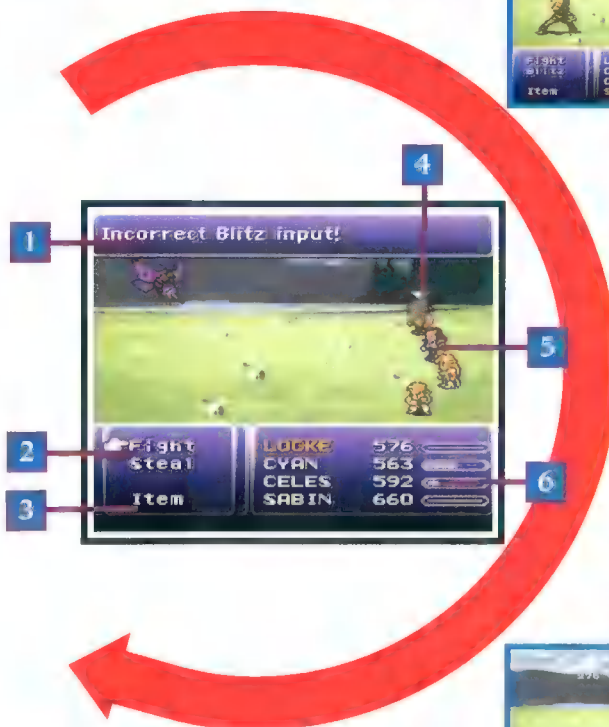 Fight
Blitz
Item
4
1
Incorrect Blitz input!
5
2
Fight
Steal
LOCKE 576
CYAN 563
CELES 592
6
Item
SABIN 660
3
276